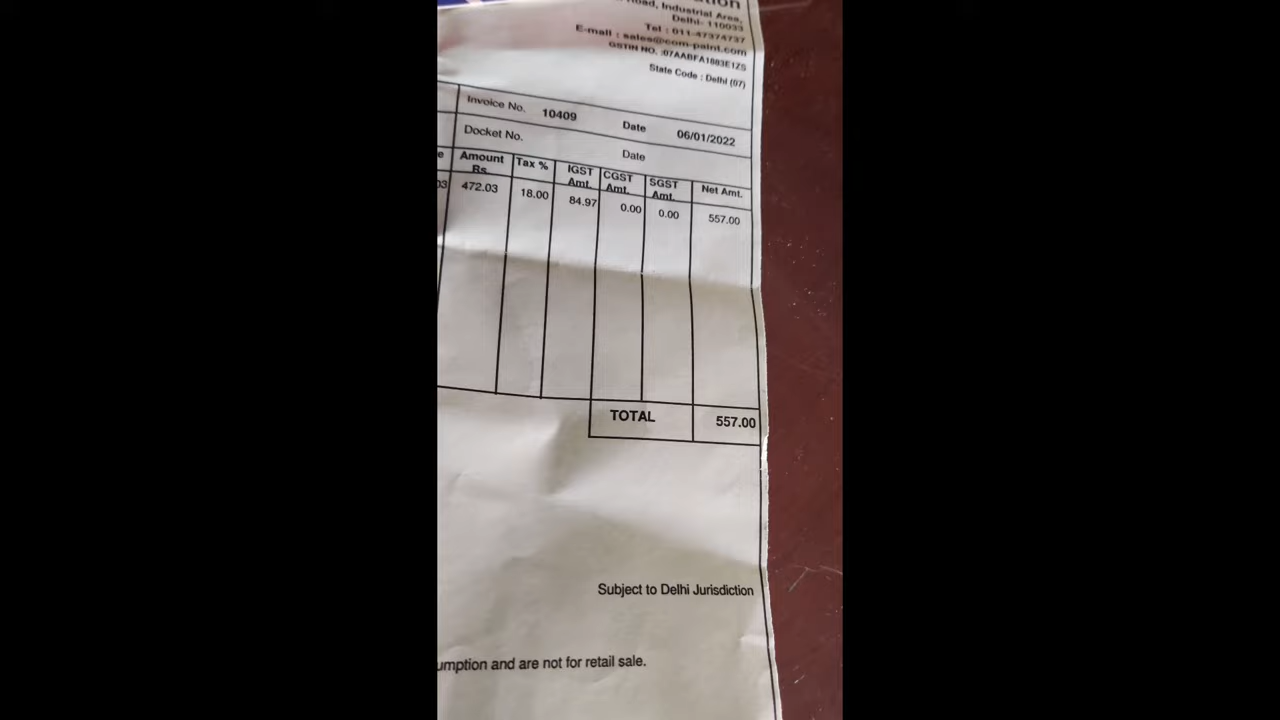 Road, Industrial Area,
Delhi- 110033
Tel : 011-47374737
E-mail : sales@com-paint.com
GSTIN NO. :07AABFA1883E1ZS
State Code : Delhi (07)
Invoice No. 10409 Date 06/01/2022
Docket No. Date
Amount Rs. Tax % IGST Amt. CGST Amt. SGST Amt. Net Amt.
03 472.03 18.00 84.97 0.00 0.00 557.00
TOTAL 557.00
Subject to Delhi Jurisdiction
umption and are not for retail sale.